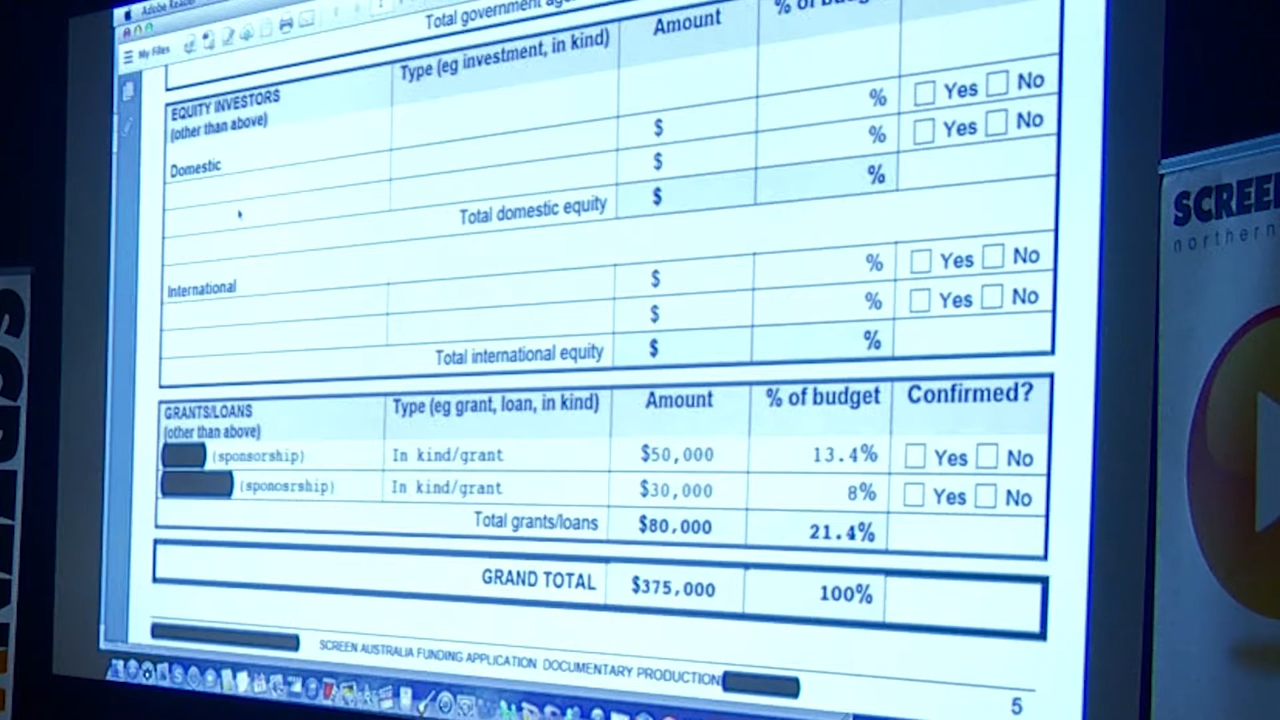 Adobe Reader
My Files
Total government
Type (eg investment, in kind) Amount % of budget
EQUITY INVESTORS
(other than above)
Domestic
% Yes No
$ % Yes No
$ %
Total domestic equity $
International
$ % Yes No
$ % Yes No
Total international equity $ %
GRANTS/LOANS Type (eg grant, loan, in kind) Amount % of budget Confirmed?
(other than above)
(sponsorship) In kind/grant $50,000 13.4% Yes No
(sponosrship) In kind/grant $30,000 8% Yes No
Total grants/loans $80,000 21.4%
GRAND TOTAL $375,000 100%
SCREEN AUSTRALIA FUNDING APPLICATION DOCUMENTARY PRODUCTION
5
SCREE
northern